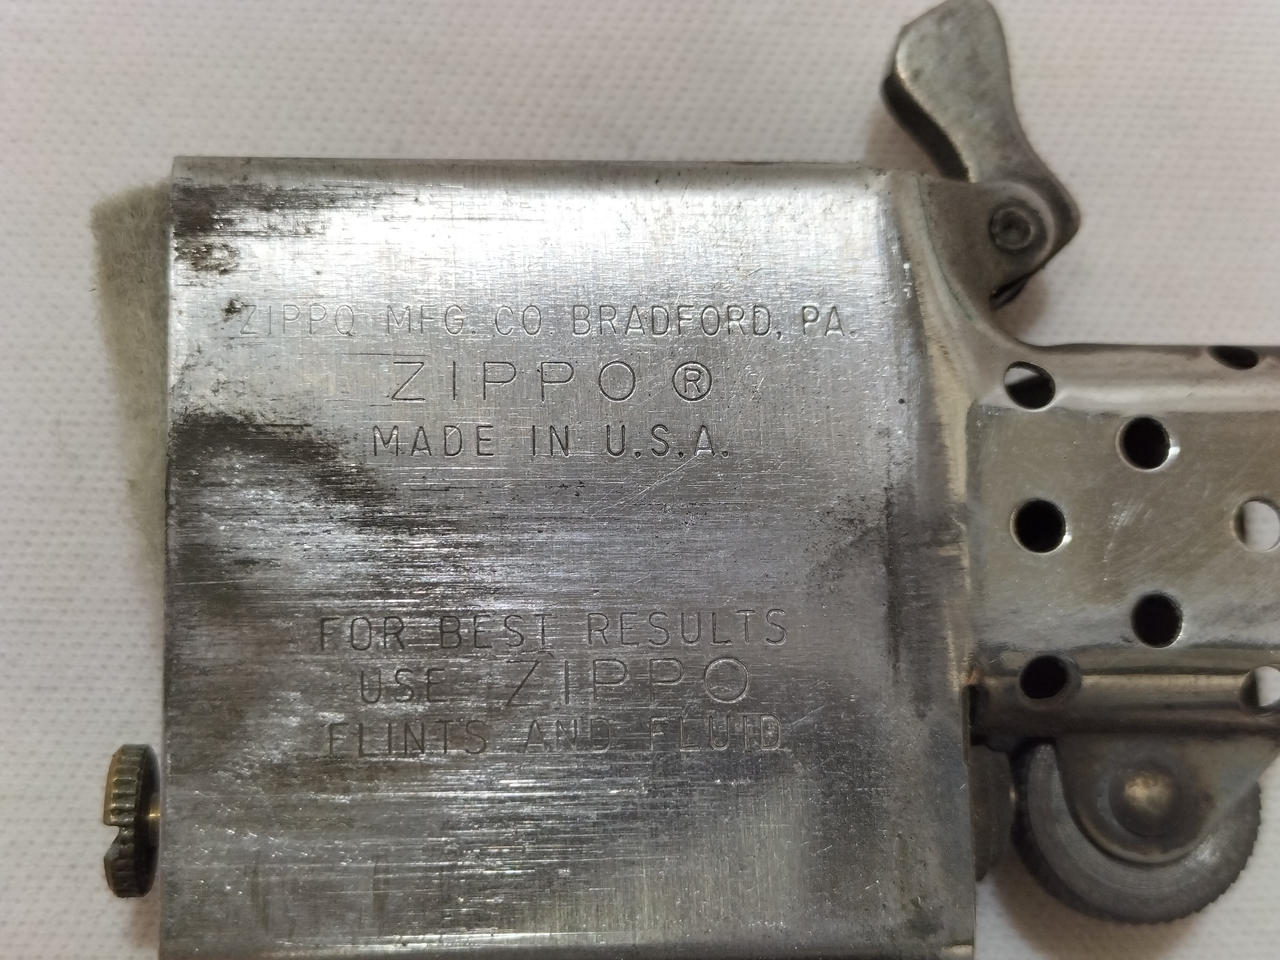 ZIPPO MFG. CO. BRADFORD, PA.
ZIPPO ®
MADE IN U.S.A.
FOR BEST RESULTS
USE ZIPPO
FLINTS AND FLUID